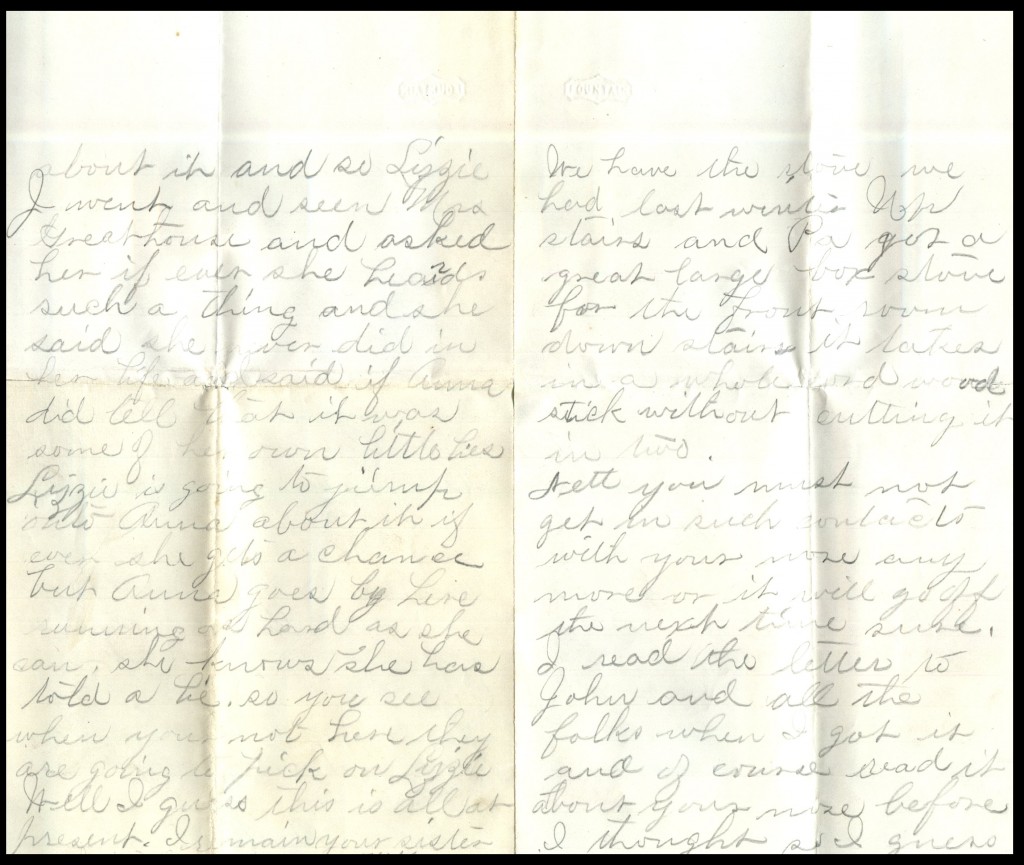 about it and so Lizzie
I went and seen Mrs
Greathouse and asked
her if ever she heards
such a thing and she
said she never did in
her life and said if Anna
did tell that it was
some of her own little lies
Lizzie is going to jump
onto Anna about it if
ever she gets a chance
but Anna goes by here
running as hard as she
can. she knows she has
told a lie. so you see
when your not here they
are going to pick on Lizzie
Well I guess this is all at
present. I remain your sister
We have the stove we
had last winter Up
stairs and Pa got a
great large box stove
for the front room
down stairs it takes
in a whole cord wood
stick without cutting it
in two.
Nell you must not
get in such contacts
with your nose any
more or it will go off
the next time sure.
I read the letter to
John and all the
folks when I got it
and of course read it
about your nose before
I thought so I guess